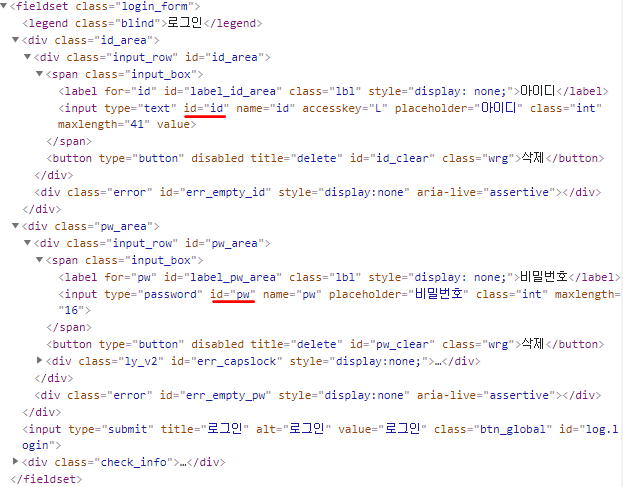 <fieldset class="login_form">
<legend class="blind">로그인</legend>
<div class="id_area">
<div class="input_row" id="id_area">
<span class="input_box">
<label for="id" id="label_id_area" class="lbl" style="display: none;">아이디</label>
<input type="text" id="id" name="id" accesskey="L" placeholder="아이디" class="int"
maxlength="41" value>
</span>
<button type="button" disabled title="delete" id="id_clear" class="wrg">삭제</button>
</div>
<div class="error" id="err_empty_id" style="display:none" aria-live="assertive"></div>
</div>
<div class="pw_area">
<div class="input_row" id="pw_area">
<span class="input_box">
<label for="pw" id="label_pw_area" class="lbl" style="display: none;">비밀번호</label>
<input type="password" id="pw" name="pw" placeholder="비밀번호" class="int" maxlength=
"16">
</span>
<button type="button" disabled title="delete" id="pw_clear" class="wrg">삭제</button>
<div class="ly_v2" id="err_capslock" style="display:none;">…</div>
</div>
<div class="error" id="err_empty_pw" style="display:none" aria-live="assertive"></div>
</div>
<input type="submit" title="로그인" alt="로그인" value="로그인" class="btn_global" id="log.l
ogin">
<div class="check_info">…</div>
</fieldset>